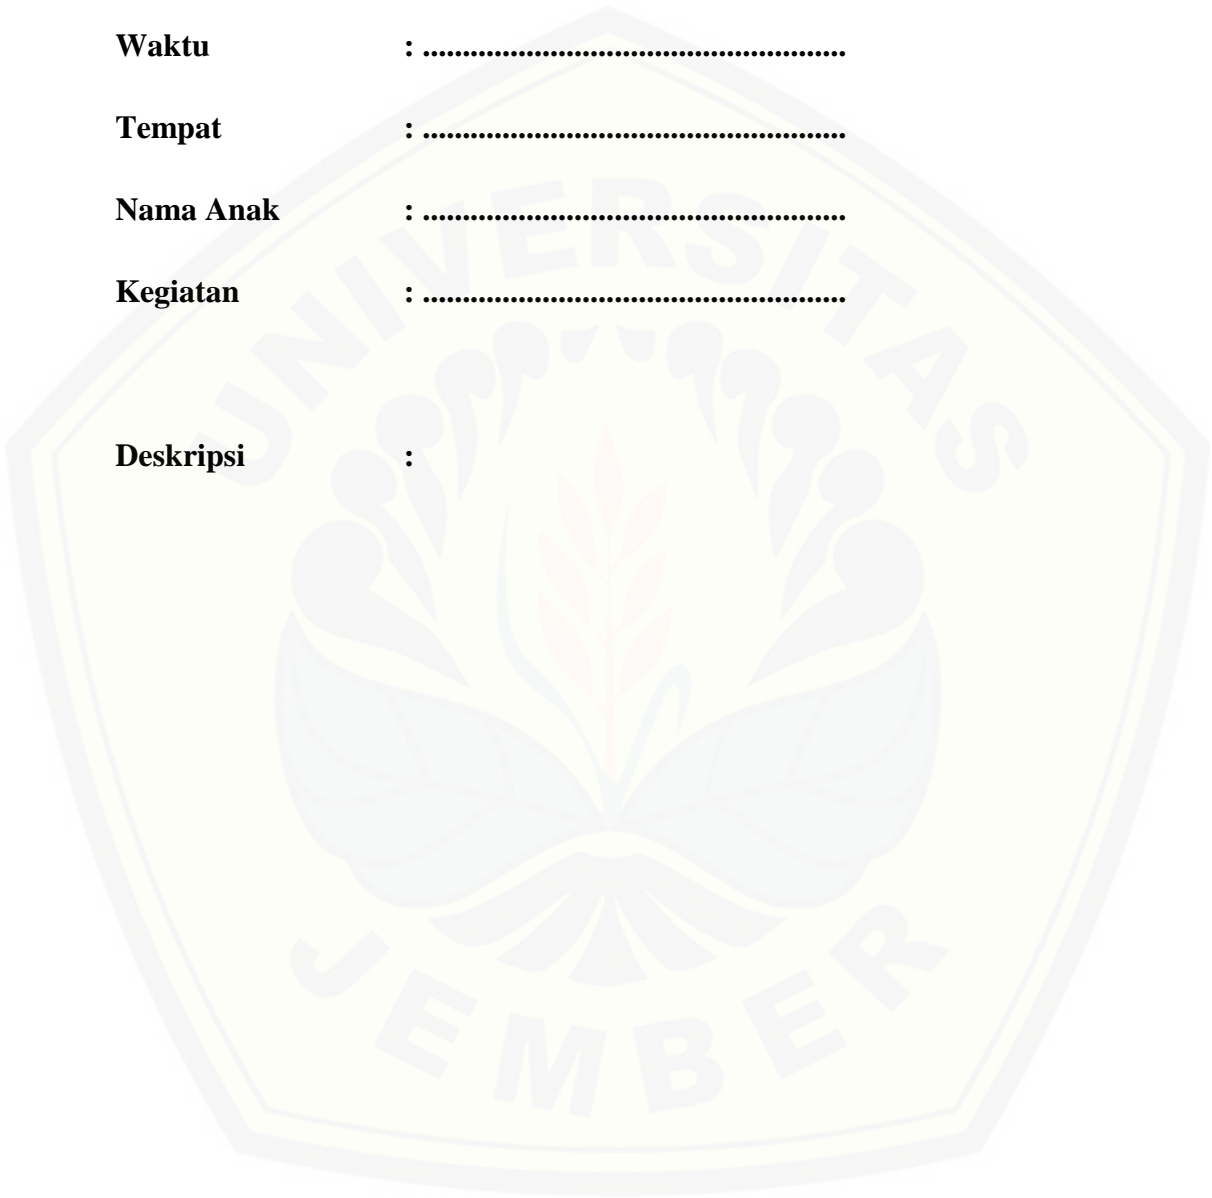 Waktu : .....................................................
Tempat : .....................................................
Nama Anak : .....................................................
Kegiatan : .....................................................
Deskripsi :
UNIVERSITAS
JEMBER